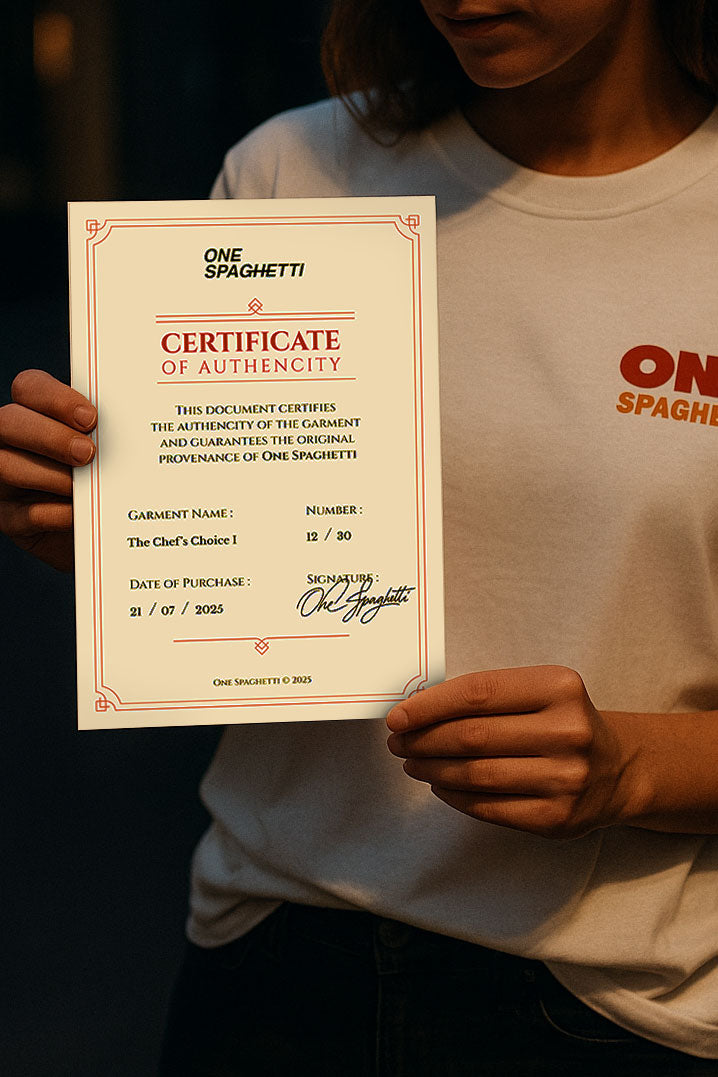 ONE
SPAGHETTI
CERTIFICATE
OF AUTHENCITY
THIS DOCUMENT CERTIFIES
THE AUTHENCITY OF THE GARMENT
AND GUARANTEES THE ORIGINAL
PROVENANCE OF ONE SPAGHETTI
GARMENT NAME :
The Chef's Choice I
NUMBER :
12 / 30
DATE OF PURCHASE :
21 / 07 / 2025
SIGNATURE :
One Spaghetti
ONE SPAGHETTI © 2025
ON
SPAGHE